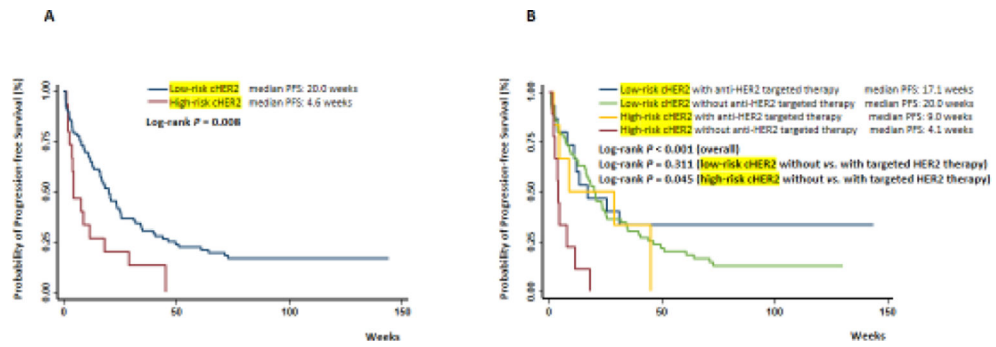 A
Probability of Progression-free Survival (%)
1.00
0.75
0.50
0.25
0.00
Low-risk cHER2 median PFS: 20.0 weeks
High-risk cHER2 median PFS: 4.6 weeks
Log-rank P = 0.008
0 50 100 150
Weeks
B
Probability of Progression-free Survival (%)
1.00
0.75
0.50
0.25
0.00
Low-risk cHER2 with anti-HER2 targeted therapy median PFS: 17.1 weeks
Low-risk cHER2 without anti-HER2 targeted therapy median PFS: 20.0 weeks
High-risk cHER2 with anti-HER2 targeted therapy median PFS: 9.0 weeks
High-risk cHER2 without anti-HER2 targeted therapy median PFS: 4.1 weeks
Log-rank P < 0.001 (overall)
Log-rank P = 0.311 (low-risk cHER2 without vs. with targeted HER2 therapy)
Log-rank P = 0.045 (high-risk cHER2 without vs. with targeted HER2 therapy)
0 50 100 150
Weeks